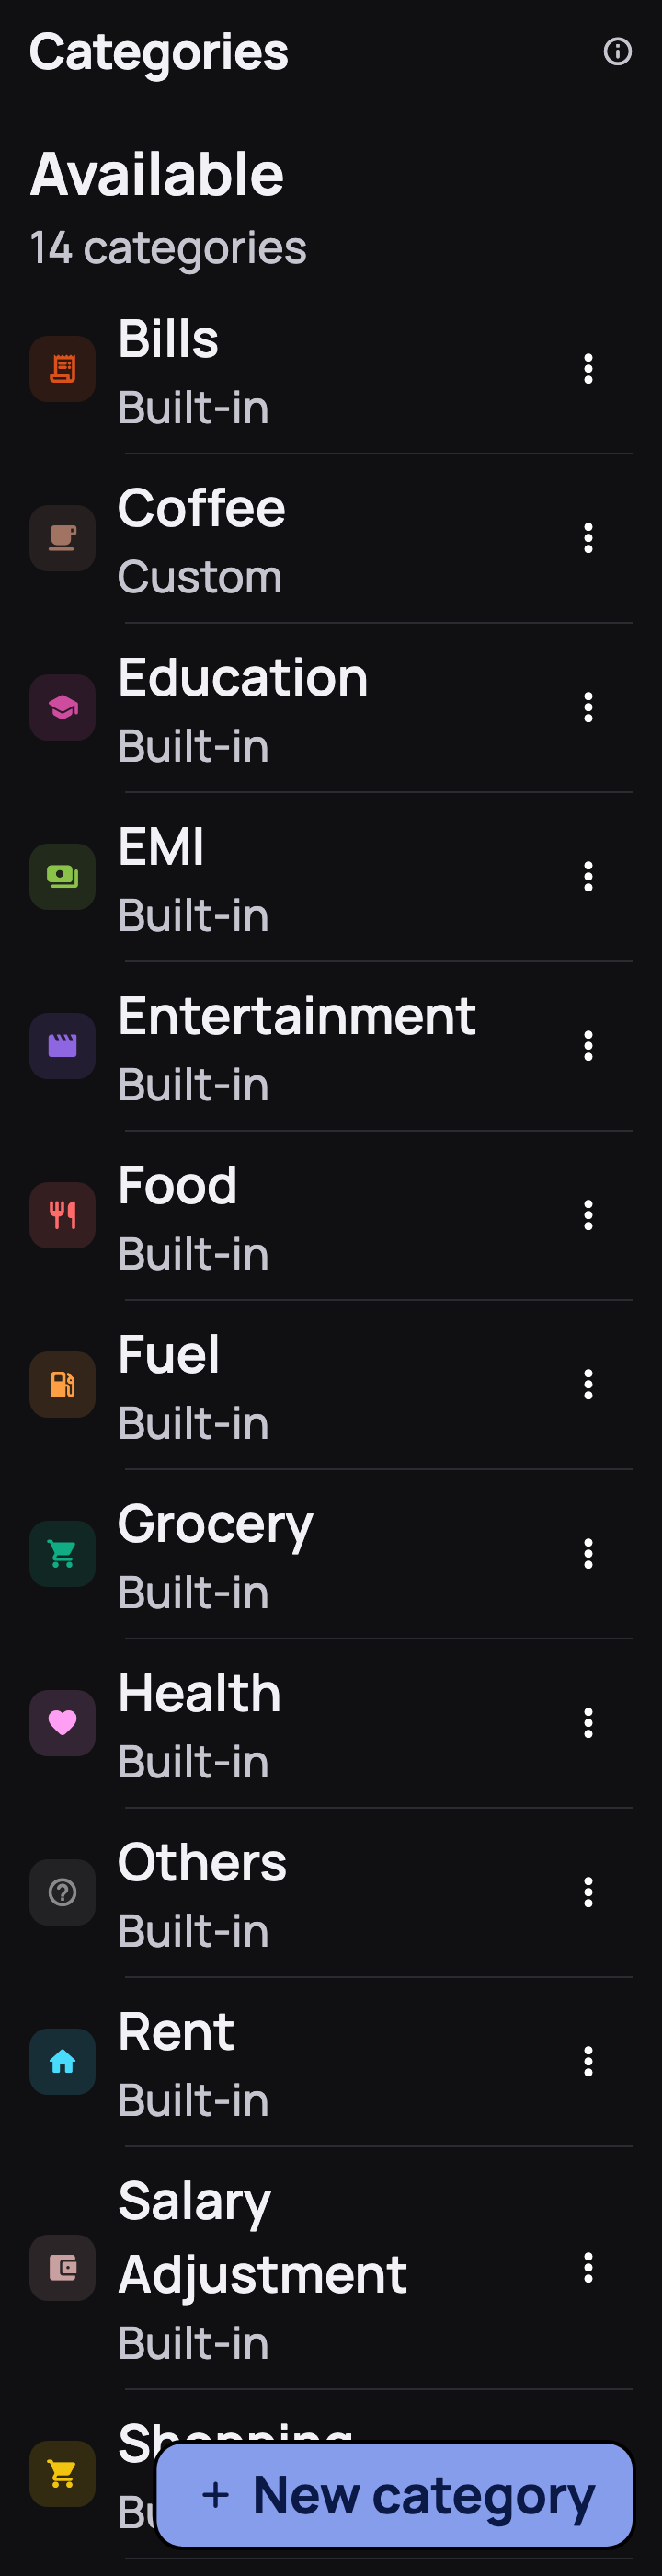 Categories
Available
14 categories
Bills
Built-in
Coffee
Custom
Education
Built-in
EMI
Built-in
Entertainment
Built-in
Food
Built-in
Fuel
Built-in
Grocery
Built-in
Health
Built-in
Others
Built-in
Rent
Built-in
Salary
Adjustment
Built-in
Shopping
+ New category